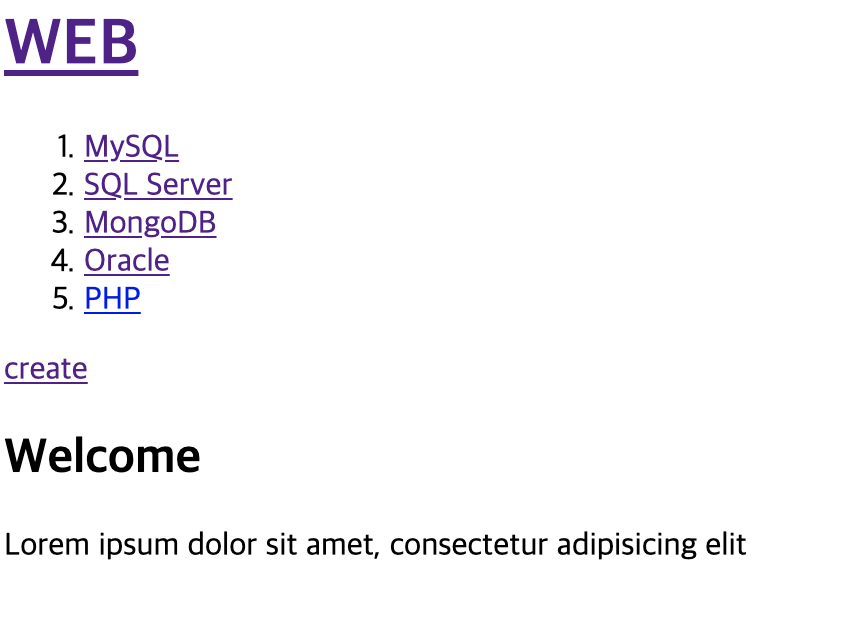 WEB
1. MySQL
2. SQL Server
3. MongoDB
4. Oracle
5. PHP
create
Welcome
Lorem ipsum dolor sit amet, consectetur adipisicing elit